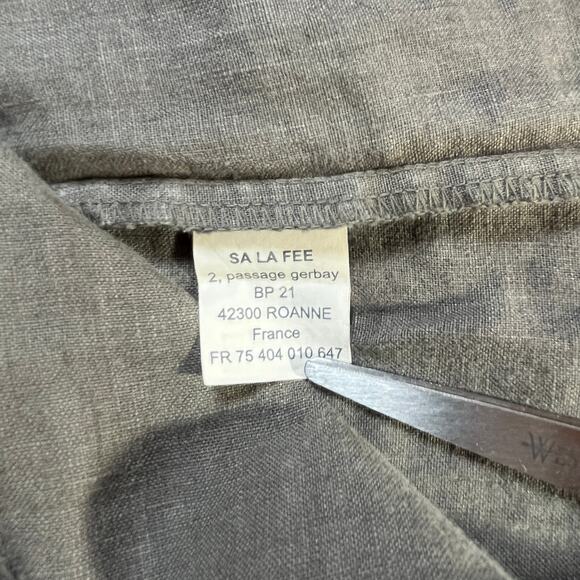 SA LA FEE
2, passage gerbay
BP 21
42300 ROANNE
France
FR 75 404 010 647